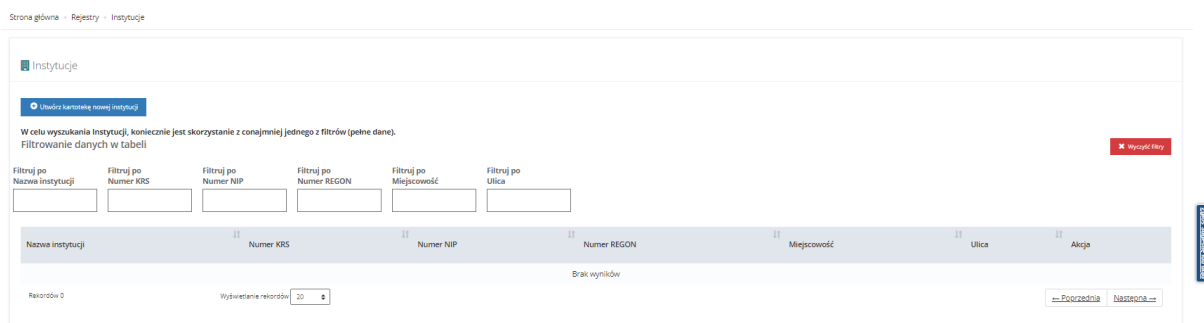 Strona główna Rejestry Instytucje
Instytucje
Utwórz kartotekę nowej instytucji
W celu wyszukania Instytucji, koniecznie jest skorzystanie z conajmniej jednego z filtrów (pełne dane).
Filtrowanie danych w tabeli
Wyczyść filtry
Filtruj po Nazwa instytucji
Filtruj po Numer KRS
Filtruj po Numer NIP
Filtruj po Numer REGON
Filtruj po Miejscowość
Filtruj po Ulica
Nazwa instytucji Numer KRS Numer NIP Numer REGON Miejscowość Ulica Akcja
Brak wyników
Rekordów 0 Wyświetlanie rekordów 20 ← Poprzednia Następna →